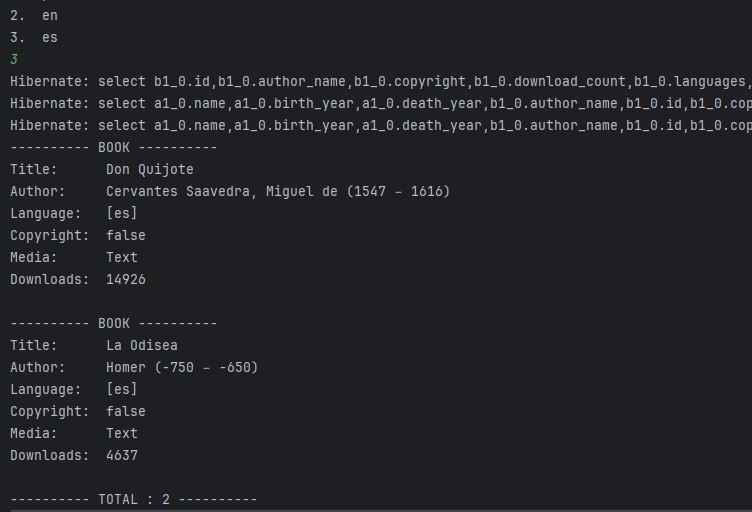 2.  en
3.  es
3
Hibernate: select b1_0.id,b1_0.author_name,b1_0.copyright,b1_0.download_count,b1_0.languages,
Hibernate: select a1_0.name,a1_0.birth_year,a1_0.death_year,b1_0.author_name,b1_0.id,b1_0.cop
Hibernate: select a1_0.name,a1_0.birth_year,a1_0.death_year,b1_0.author_name,b1_0.id,b1_0.cop
---------- BOOK ----------
Title:      Don Quijote
Author:     Cervantes Saavedra, Miguel de (1547 – 1616)
Language:   [es]
Copyright:  false
Media:      Text
Downloads:  14926
---------- BOOK ----------
Title:      La Odisea
Author:     Homer (-750 – -650)
Language:   [es]
Copyright:  false
Media:      Text
Downloads:  4637
---------- TOTAL : 2 ----------